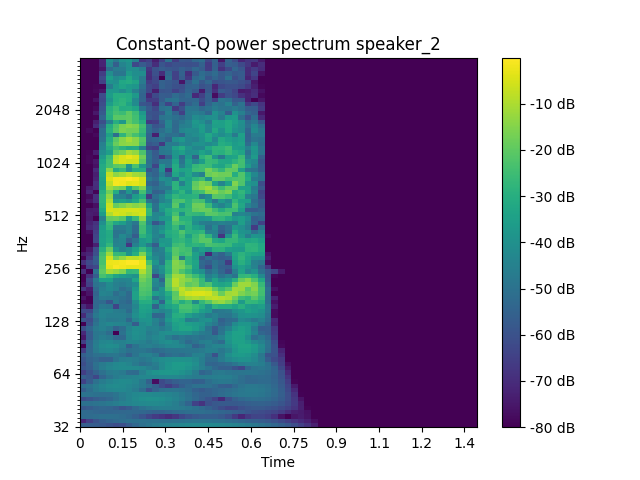 Constant-Q power spectrum speaker_2
Hz
2048
1024
512
256
128
64
32
0 0.15 0.3 0.45 0.6 0.75 0.9 1.1 1.2 1.4
Time
-10 dB
-20 dB
-30 dB
-40 dB
-50 dB
-60 dB
-70 dB
-80 dB